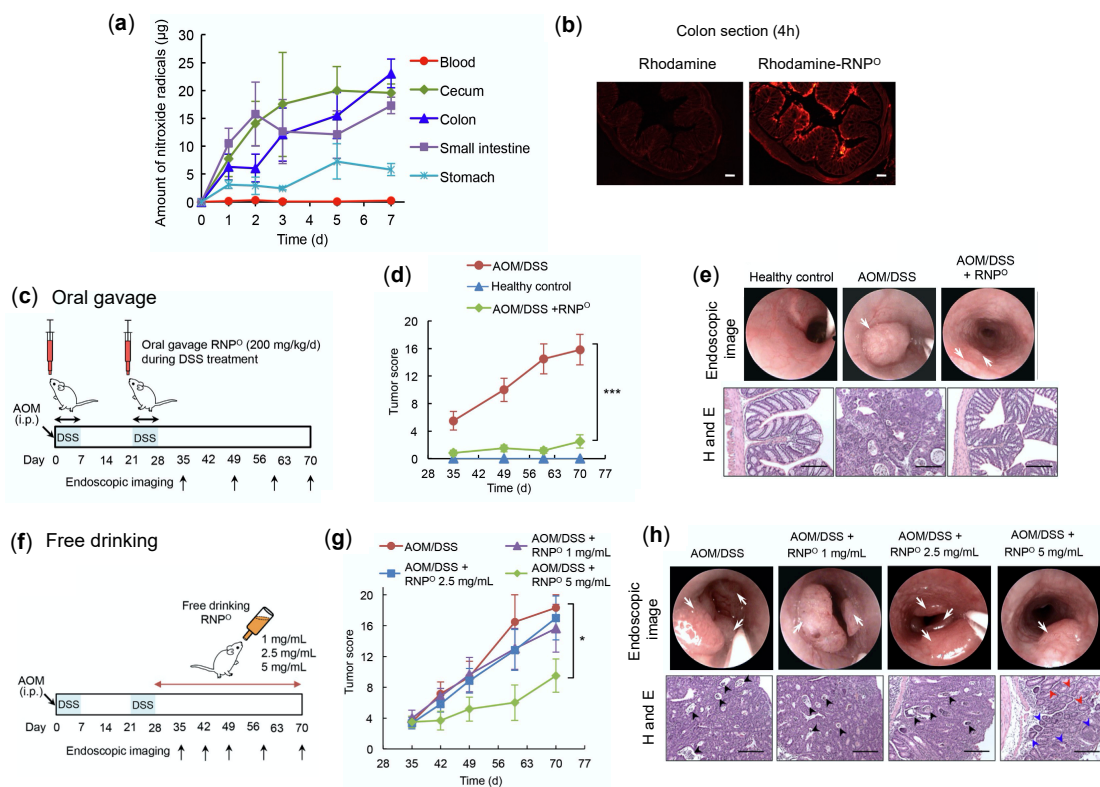 (a)
Amount of nitroxide radicals (μg)
30
25
20
15
10
5
0
0 1 2 3 5 7
Time (d)
Blood
Cecum
Colon
Small intestine
Stomach
(b)
Colon section (4h)
Rhodamine
Rhodamine-RNPᴼ
(c) Oral gavage
Oral gavage RNPᴼ (200 mg/kg/d)
during DSS treatment
AOM
(i.p.)
DSS DSS
Day 0 7 14 21 28 35 42 49 56 63 70
Endoscopic imaging
(d)
AOM/DSS
Healthy control
AOM/DSS +RNPᴼ
Tumor score
20
16
12
8
4
0
28 35 42 49 56 63 70 77
Time (d)
***
(e)
Healthy control
AOM/DSS
AOM/DSS
+ RNPᴼ
Endoscopic
image
H and E
(f) Free drinking
Free drinking
RNPᴼ
1 mg/mL
2.5 mg/mL
5 mg/mL
AOM
(i.p.)
DSS DSS
Day 0 7 14 21 28 35 42 49 56 63 70
Endoscopic imaging
(g)
AOM/DSS
AOM/DSS +
RNPᴼ 1 mg/mL
AOM/DSS +
RNPᴼ 2.5 mg/mL
AOM/DSS +
RNPᴼ 5 mg/mL
Tumor score
20
16
12
8
4
0
28 35 42 49 56 63 70 77
Time (d)
*
(h)
AOM/DSS
AOM/DSS +
RNPᴼ 1 mg/mL
AOM/DSS +
RNPᴼ 2.5 mg/mL
AOM/DSS +
RNPᴼ 5 mg/mL
Endoscopic
image
H and E